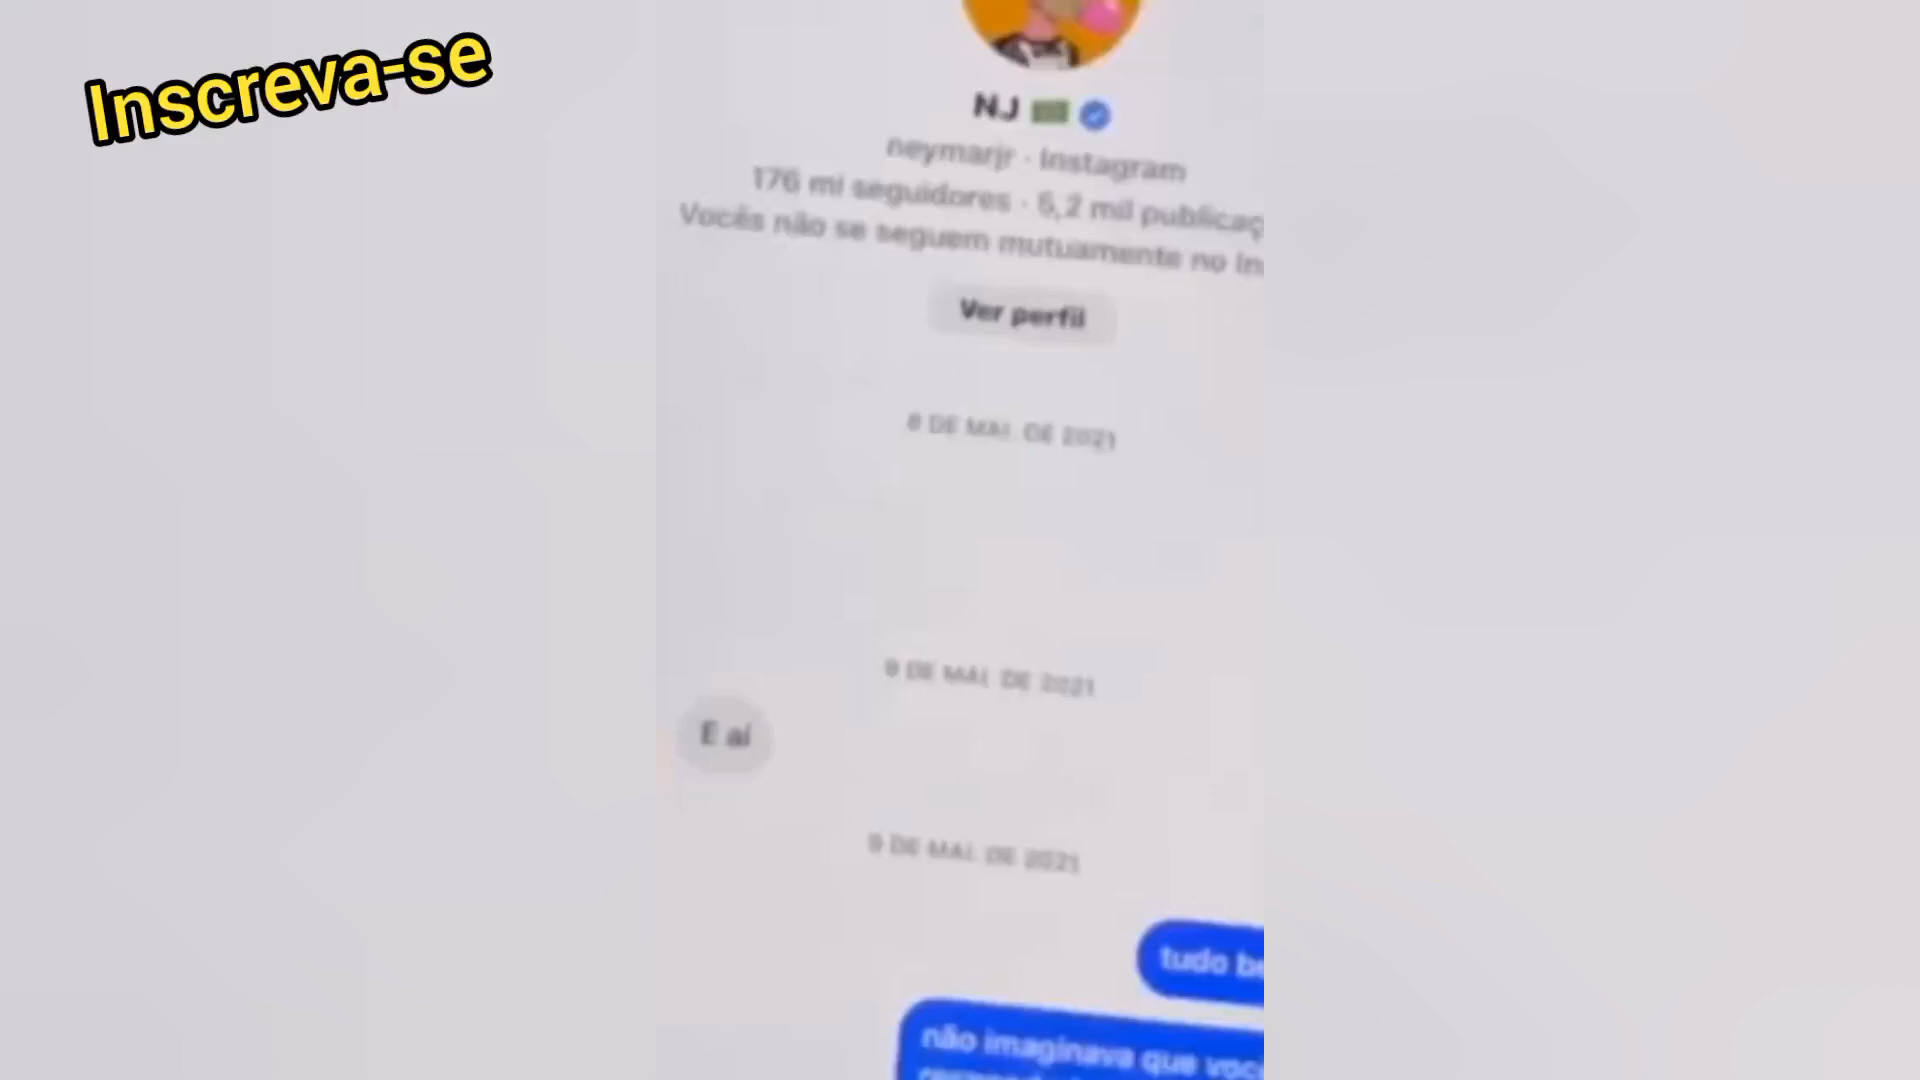 Inscreva-se
NJ
neymarjr · Instagram
176 mi seguidores · 5,2 mil publicaç
Vocês não se seguem mutuamente no In
Ver perfil
8 DE MAI. DE 2021
9 DE MAI. DE 2021
E aí
9 DE MAI. DE 2021
tudo be
não imaginava que você